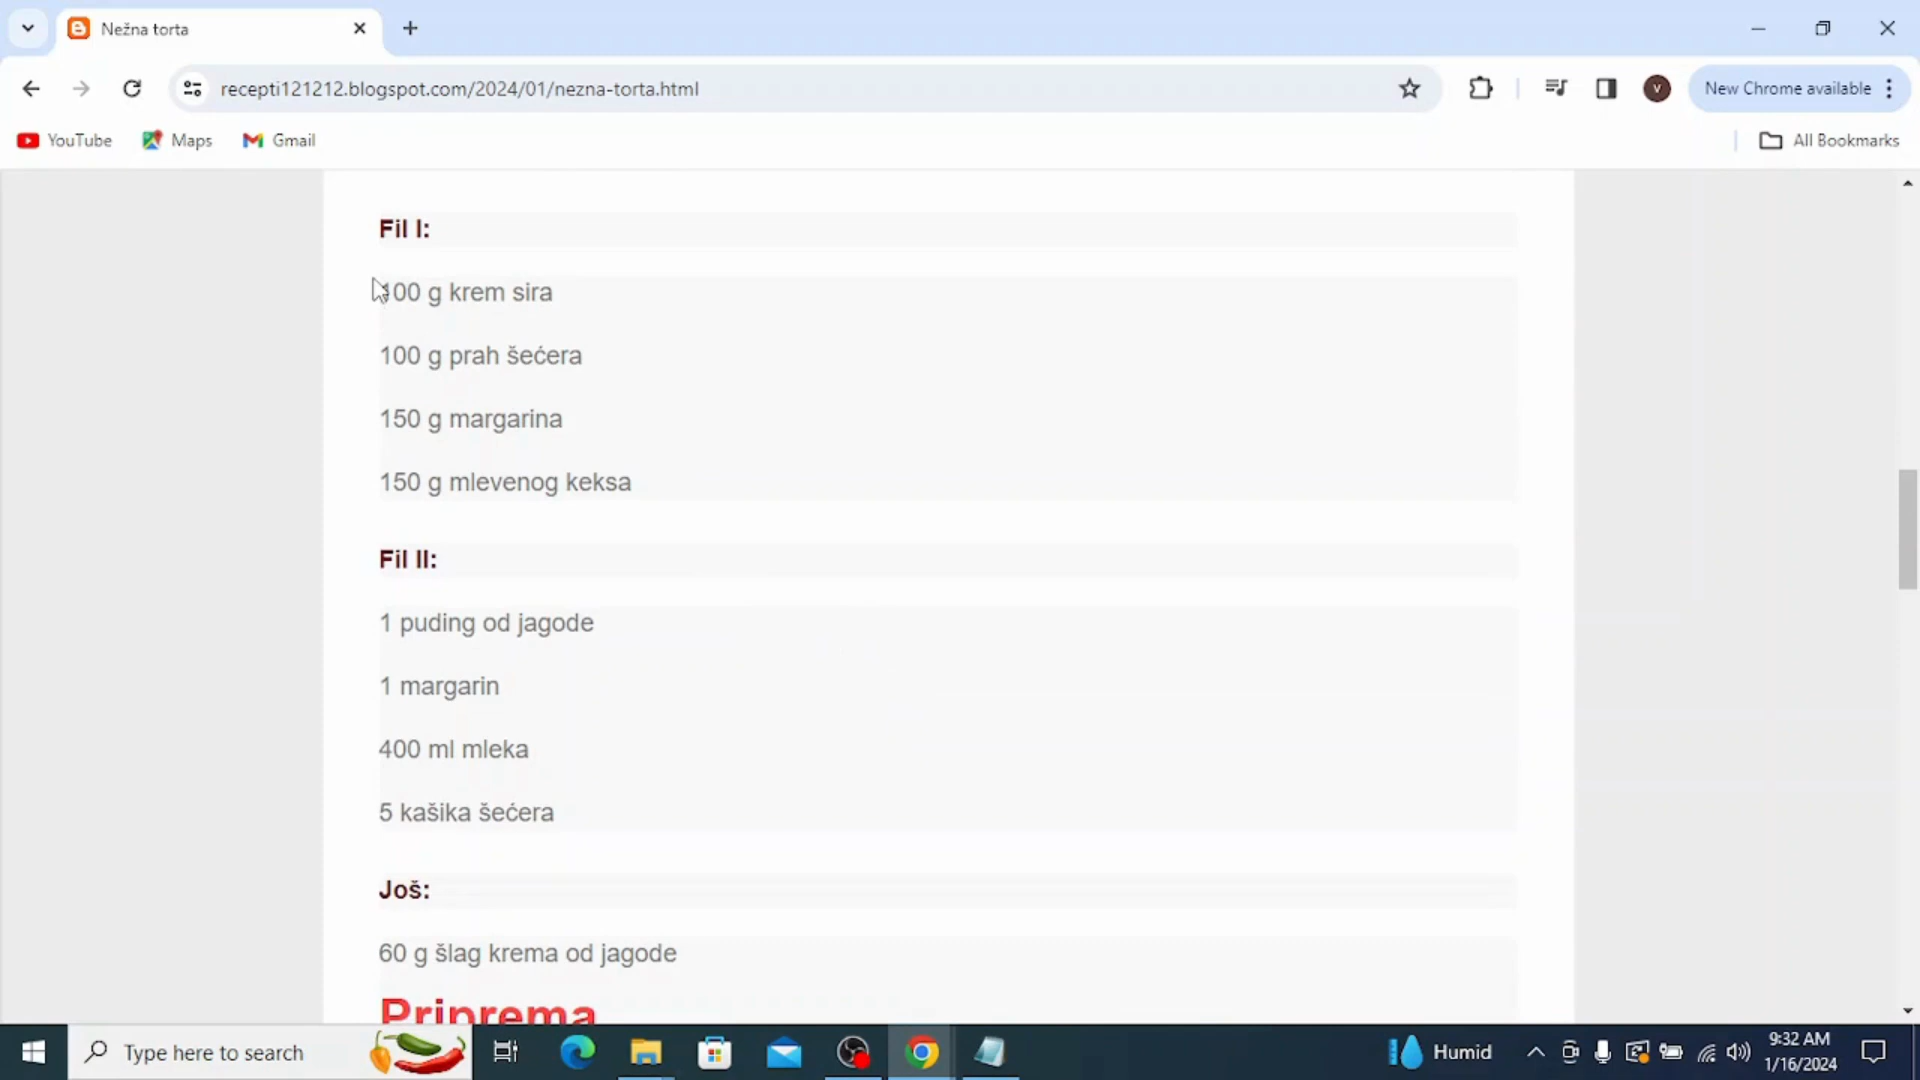 Nežna torta
recepti121212.blogspot.com/2024/01/nezna-torta.html
V
New Chrome available
YouTube
Maps
Gmail
All Bookmarks
Fil I:
100 g krem sira
100 g prah šećera
150 g margarina
150 g mlevenog keksa
Fil II:
1 puding od jagode
1 margarin
400 ml mleka
5 kašika šećera
Još:
60 g šlag krema od jagode
Priprema
Type here to search
Humid
9:32 AM
1/16/2024